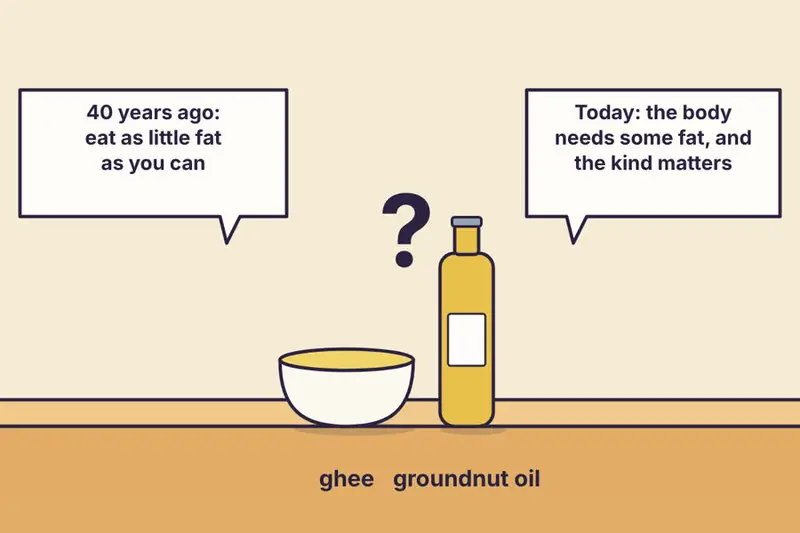 40 years ago:
eat as little fat
as you can
Today: the body
needs some fat, and
the kind matters
?
ghee groundnut oil